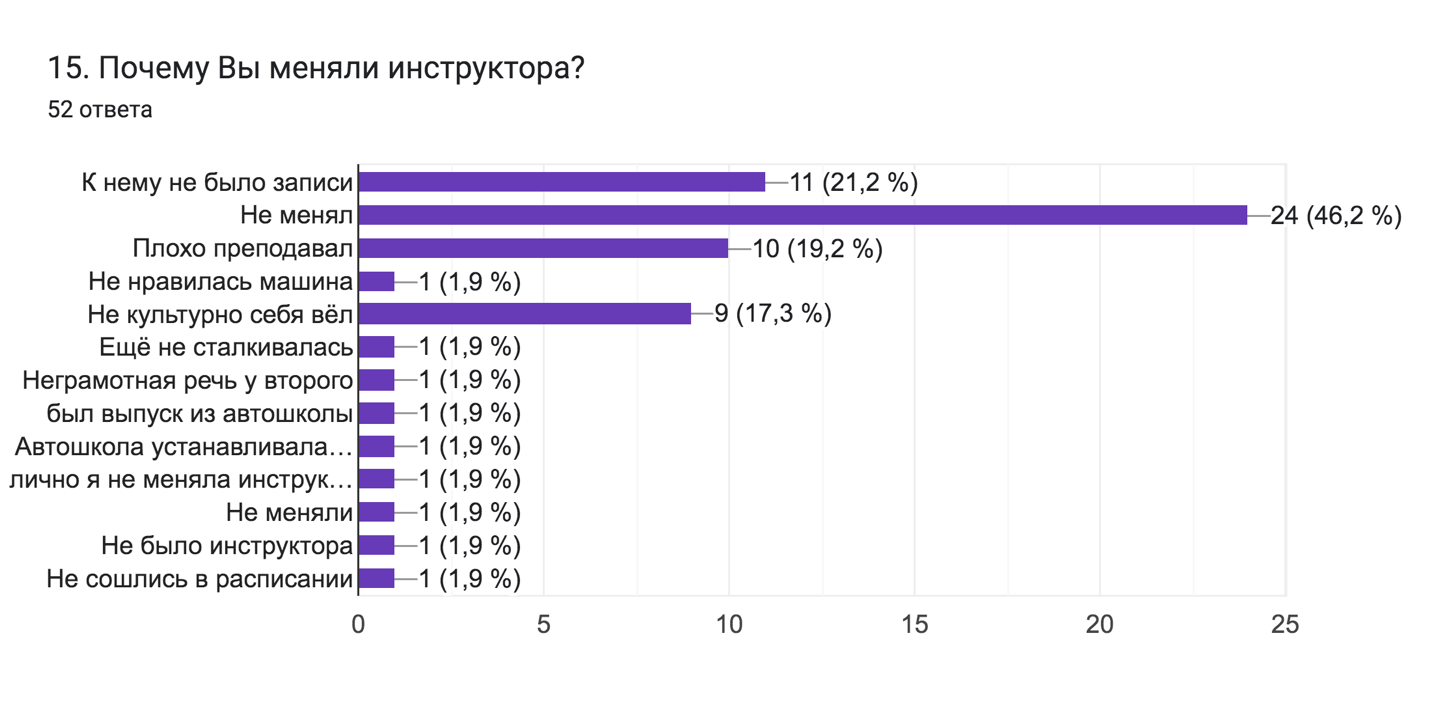 15. Почему Вы меняли инструктора?
52 ответа
К нему не было записи 11 (21,2 %)
Не менял 24 (46,2 %)
Плохо преподавал 10 (19,2 %)
Не нравилась машина 1 (1,9 %)
Не культурно себя вёл 9 (17,3 %)
Ещё не сталкивалась 1 (1,9 %)
Неграмотная речь у второго 1 (1,9 %)
был выпуск из автошколы 1 (1,9 %)
Автошкола устанавливала… 1 (1,9 %)
лично я не меняла инструк… 1 (1,9 %)
Не меняли 1 (1,9 %)
Не было инструктора 1 (1,9 %)
Не сошлись в расписании 1 (1,9 %)
0 5 10 15 20 25